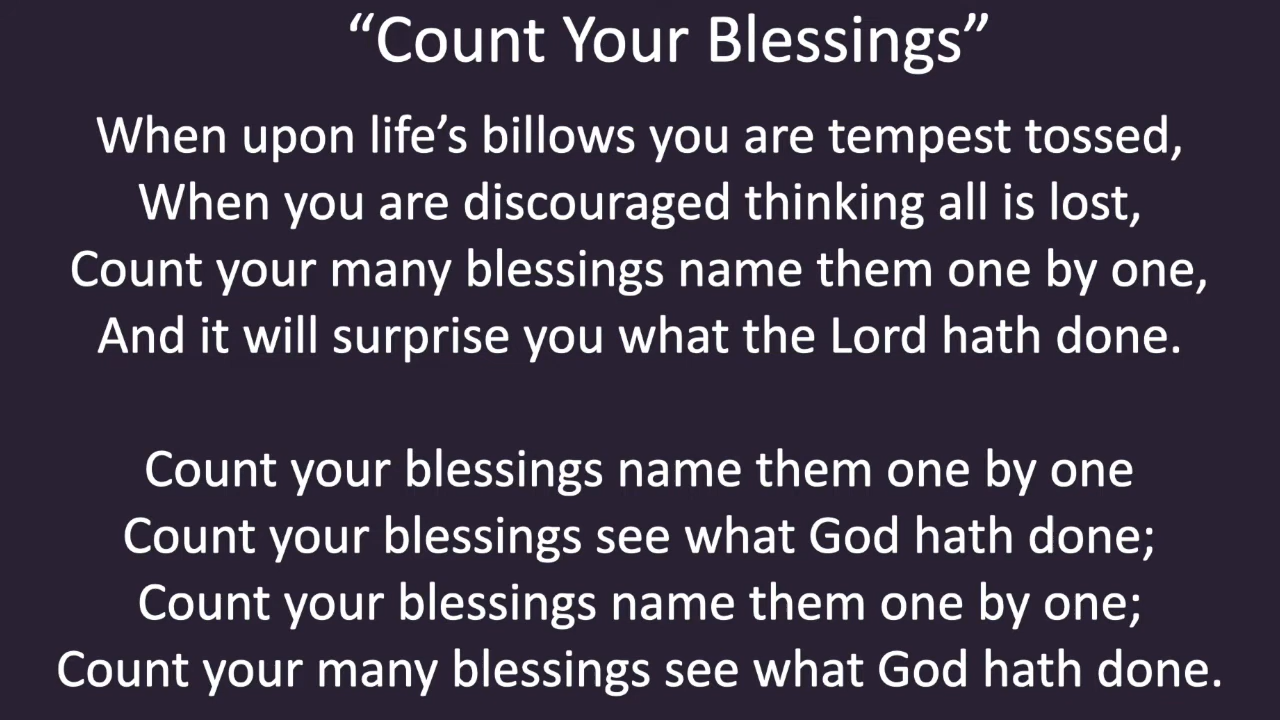 “Count Your Blessings”
When upon life’s billows you are tempest tossed,
When you are discouraged thinking all is lost,
Count your many blessings name them one by one,
And it will surprise you what the Lord hath done.
Count your blessings name them one by one
Count your blessings see what God hath done;
Count your blessings name them one by one;
Count your many blessings see what God hath done.